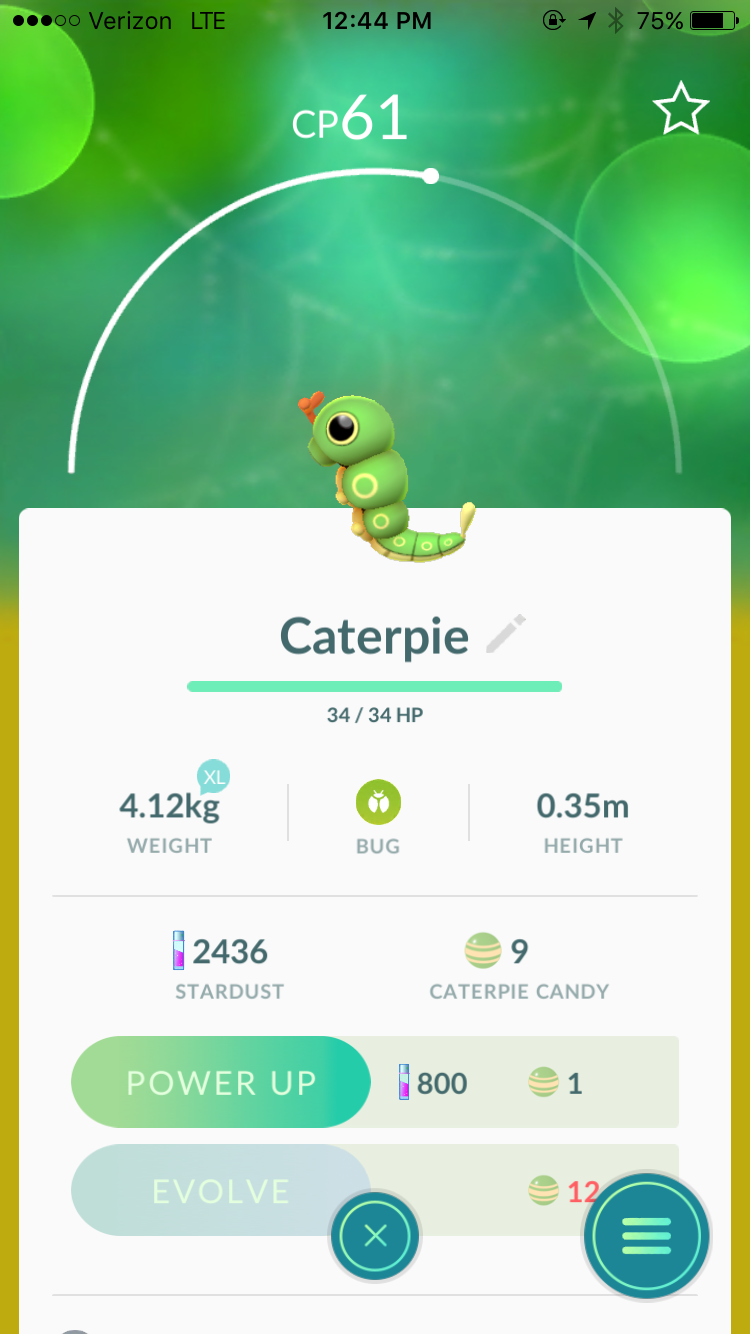 Verizon LTE 12:44 PM 75%
CP61
Caterpie
34 / 34 HP
XL
4.12kg 0.35m
WEIGHT BUG HEIGHT
2436 9
STARDUST CATERPIE CANDY
POWER UP 800 1
EVOLVE 12